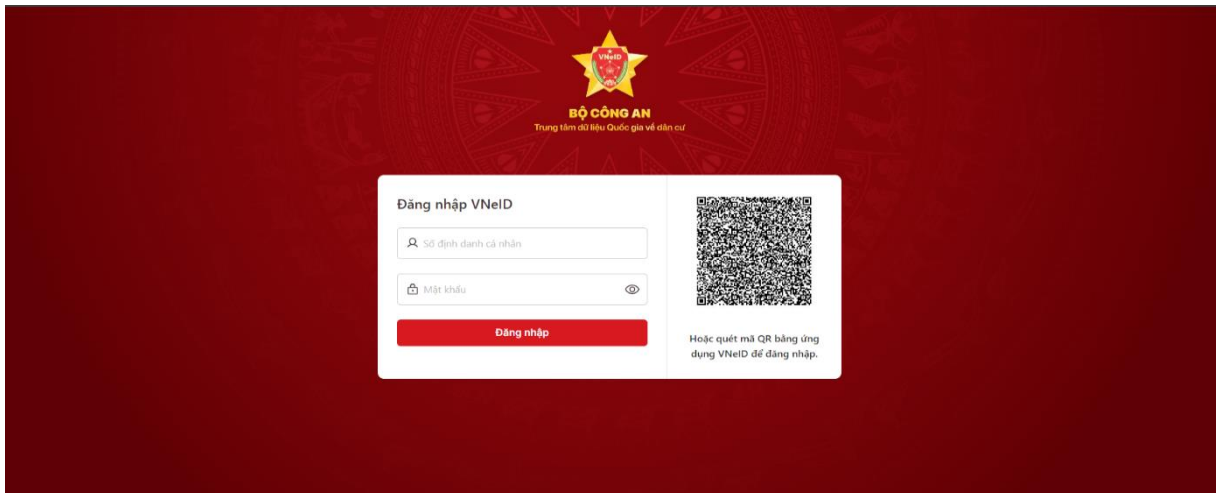 VNeID
BỘ CÔNG AN
Trung tâm dữ liệu Quốc gia về dân cư
Đăng nhập VNeID
Số định danh cá nhân
Mật khẩu
Đăng nhập
Hoặc quét mã QR bằng ứng
dụng VNeID để đăng nhập.